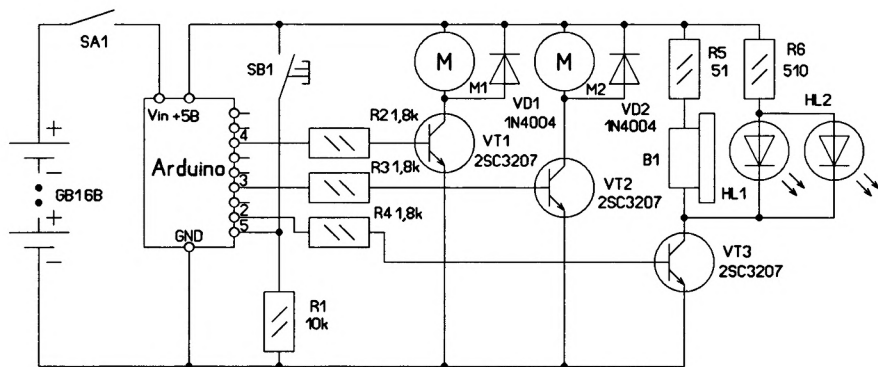 SA1
+
−
GB1 6В
+
−
Vin +5В
4
Arduino
3
2
5
GND
SB1
R1
10k
R2 1,8k
R3 1,8k
R4 1,8k
M
M1
VD1
1N4004
VT1
2SC3207
M
M2
VD2
1N4004
VT2
2SC3207
R5
51
R6
510
B1
HL1
HL2
VT3
2SC3207